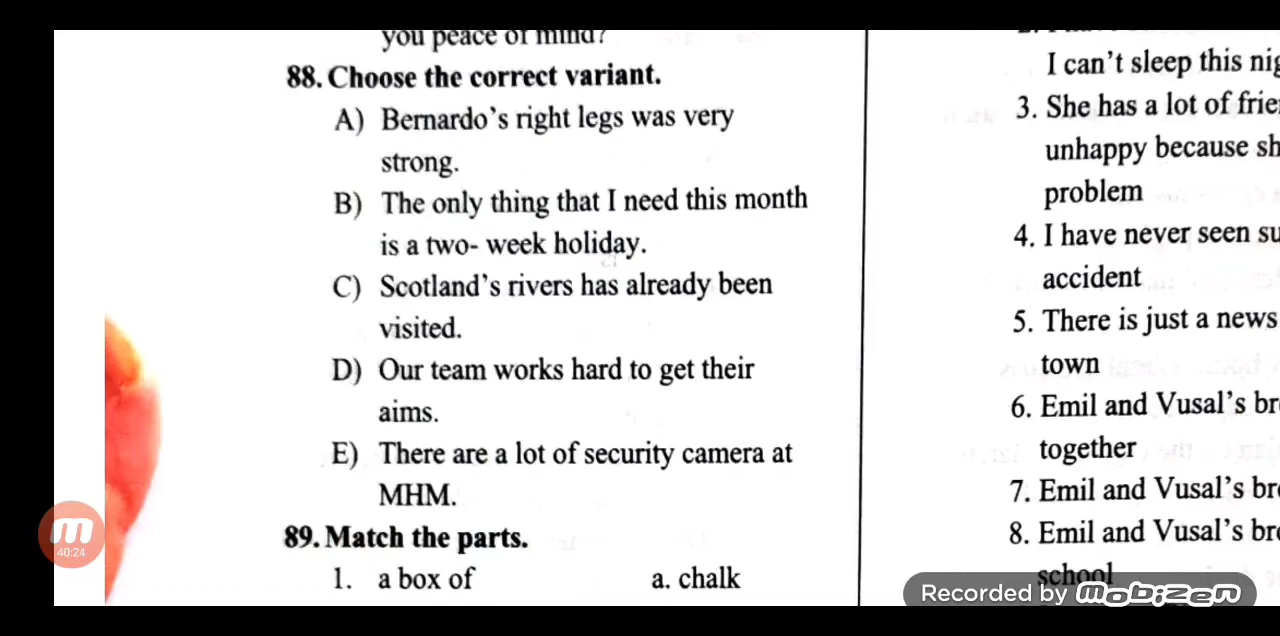 you peace of mind?
88. Choose the correct variant.
A) Bernardo's right legs was very
strong.
B) The only thing that I need this month
is a two- week holiday.
C) Scotland's rivers has already been
visited.
D) Our team works hard to get their
aims.
E) There are a lot of security camera at
MHM.
89. Match the parts.
1. a box of a. chalk
I can't sleep this
3. She has a lot of
unhappy because
problem
4. I have never seen
accident
5. There is just a news
town
6. Emil and Vusal's
together
7. Emil and Vusal's
8. Emil and Vusal's
school
40:24
Recorded by mobizen